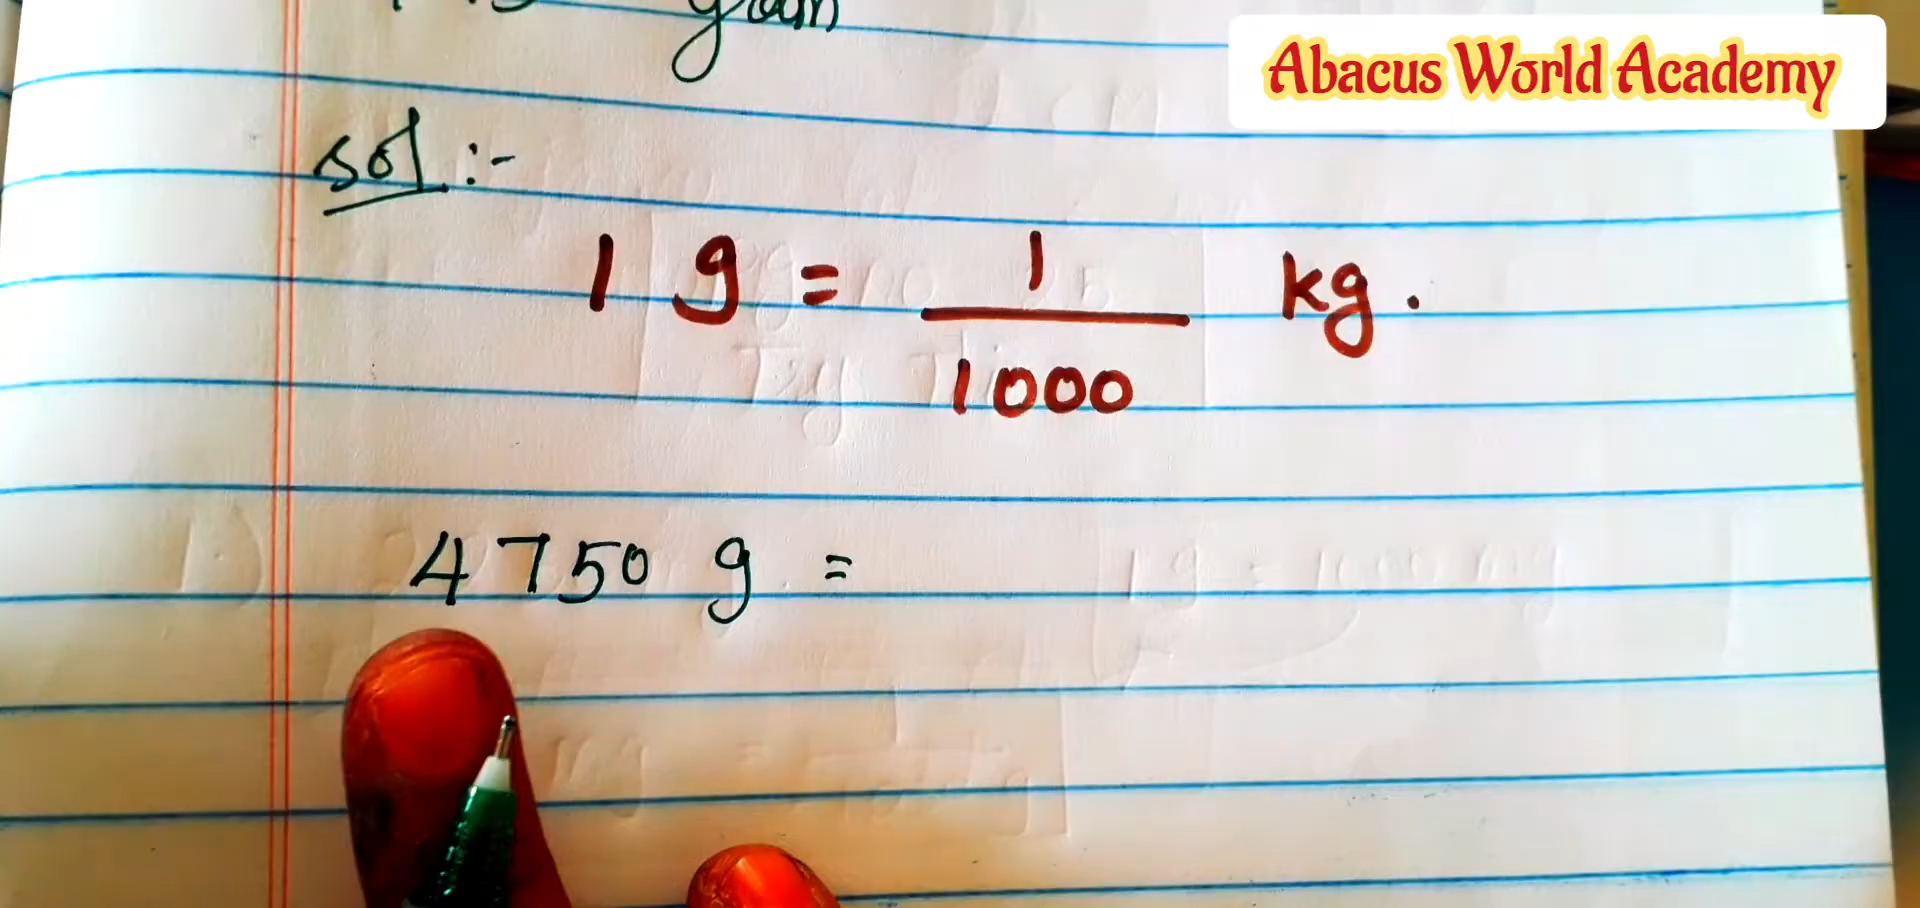 Abacus World Academy
sol :-
1 g = 1/1000 kg.
4750 g =